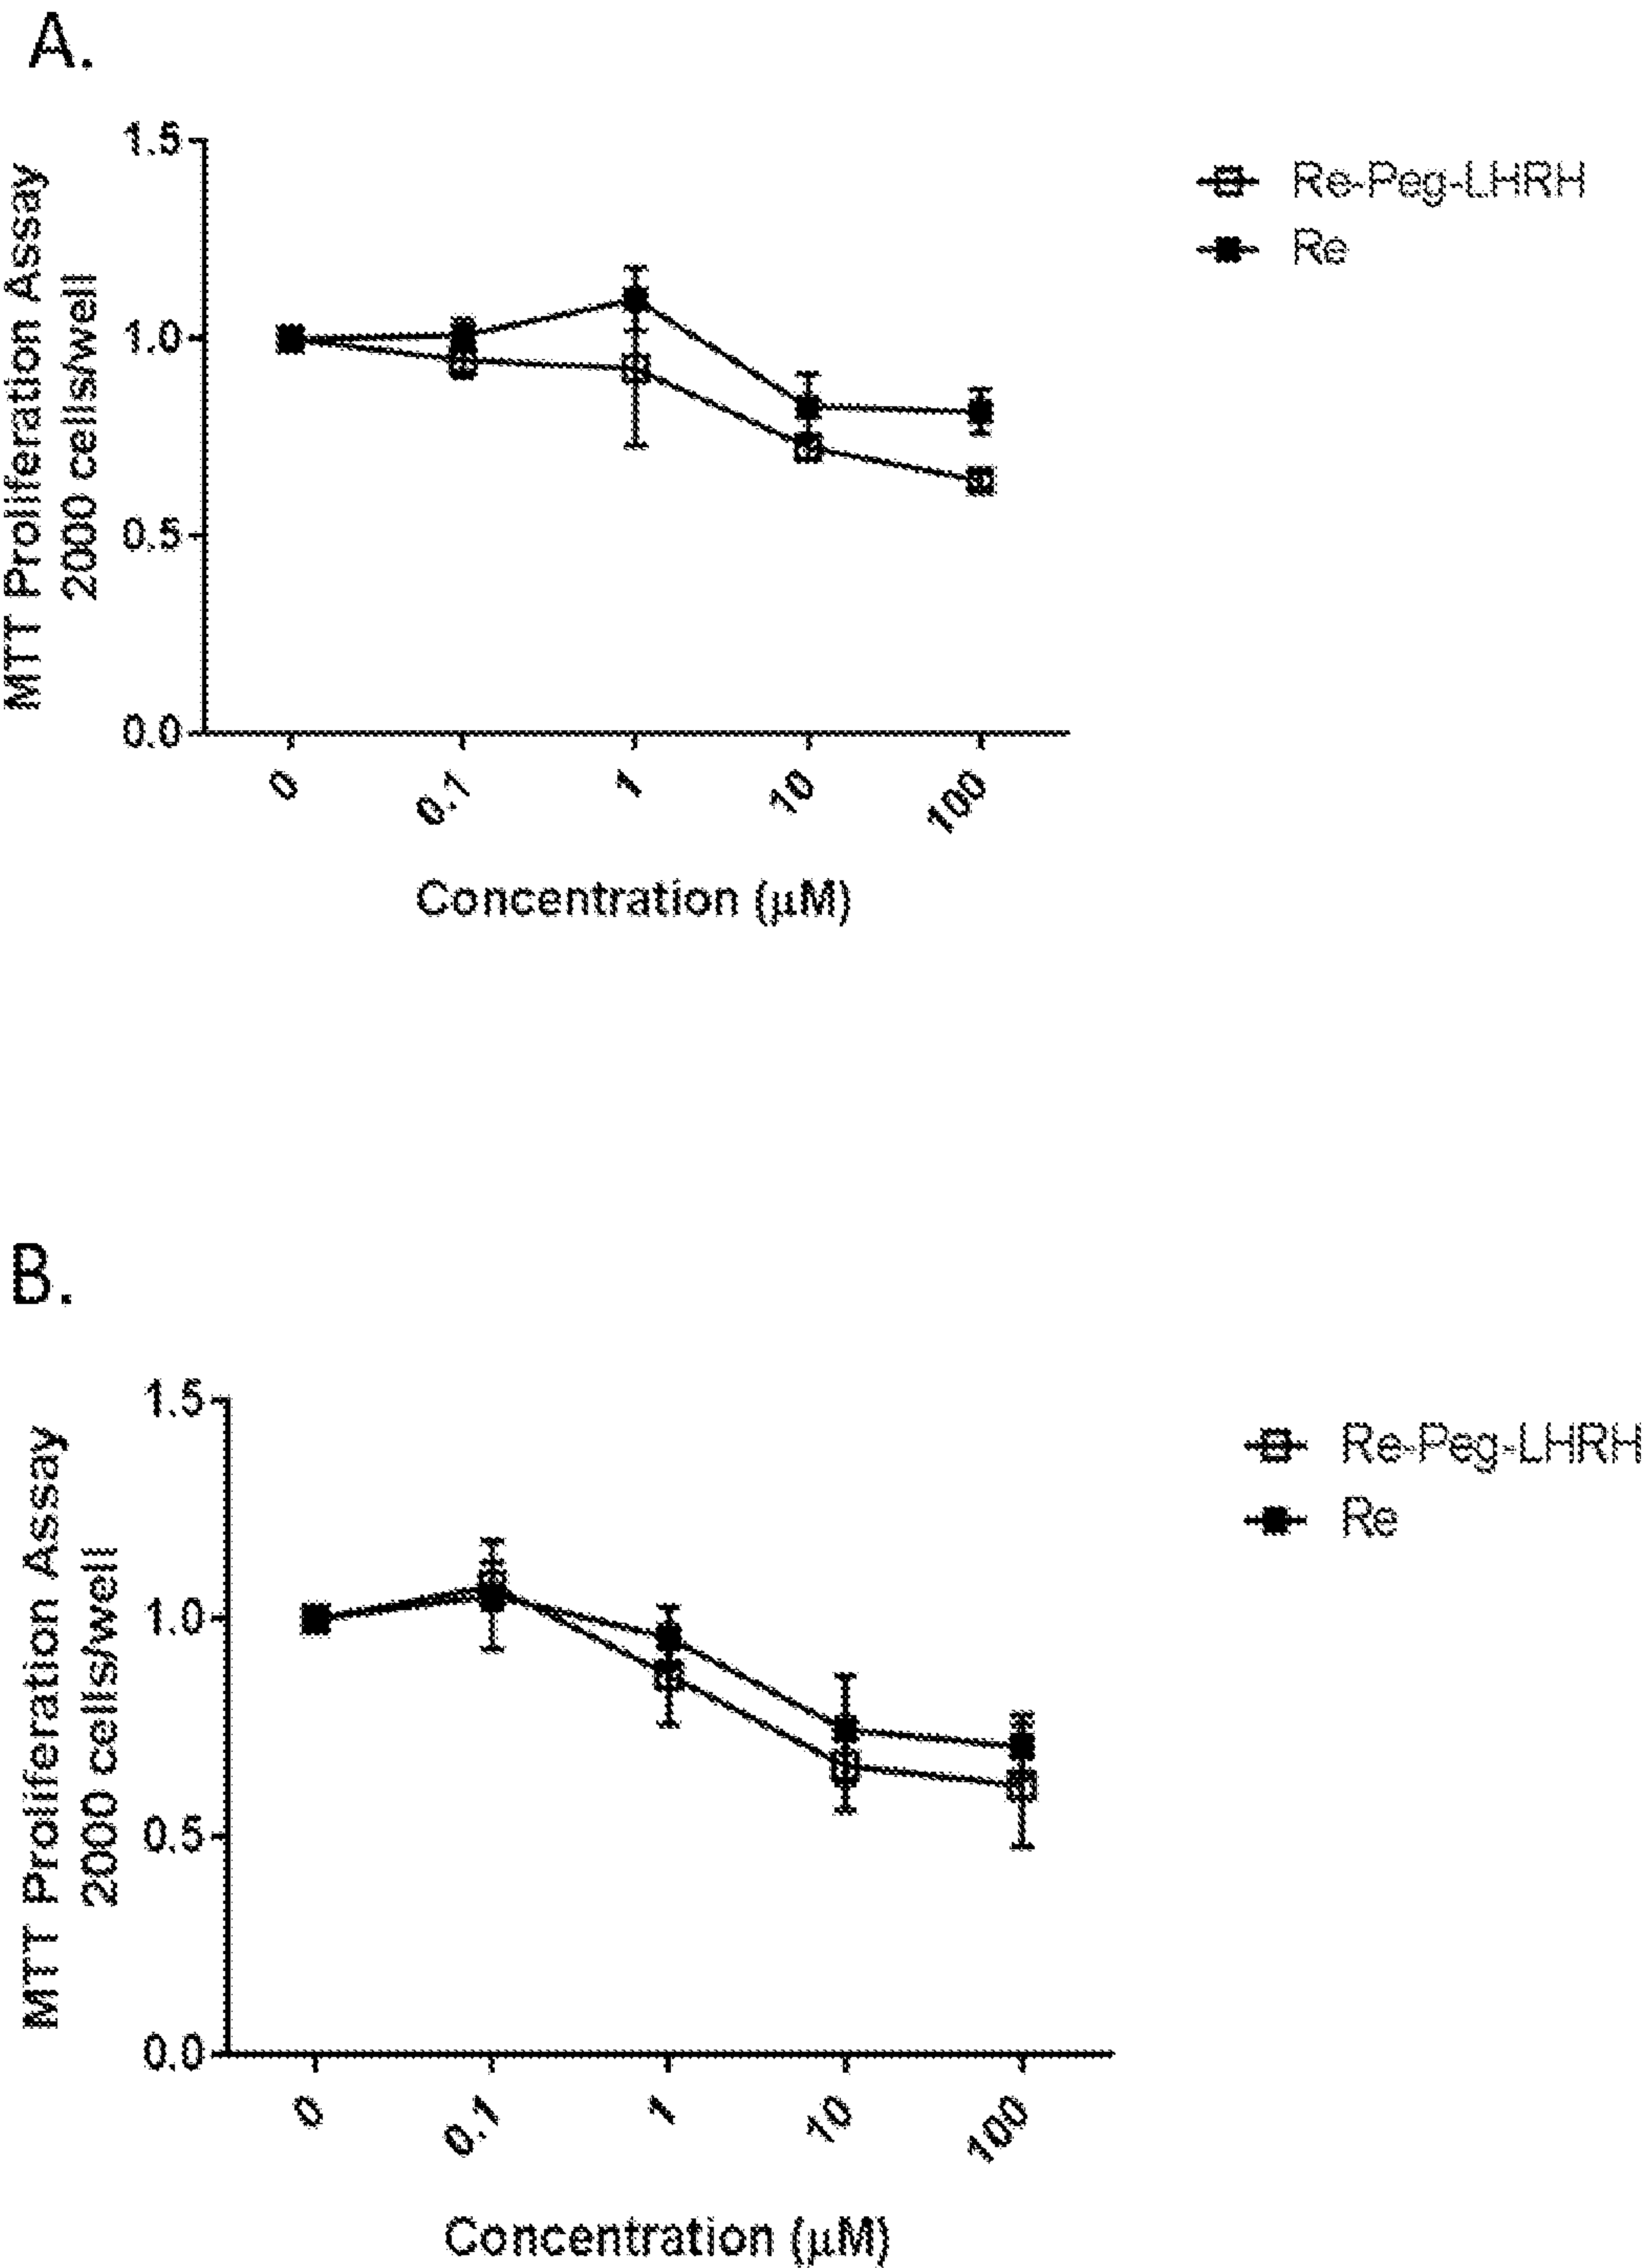 A.
MTT Proliferation Assay
2000 cells/well
1.5
1.0
0.5
0.0
0
0.1
1
10
100
Concentration (μM)
Re-Peg-LHRH
Re
B.
MTT Proliferation Assay
2000 cells/well
1.5
1.0
0.5
0.0
0
0.1
1
10
100
Concentration (μM)
Re-Peg-LHRH
Re